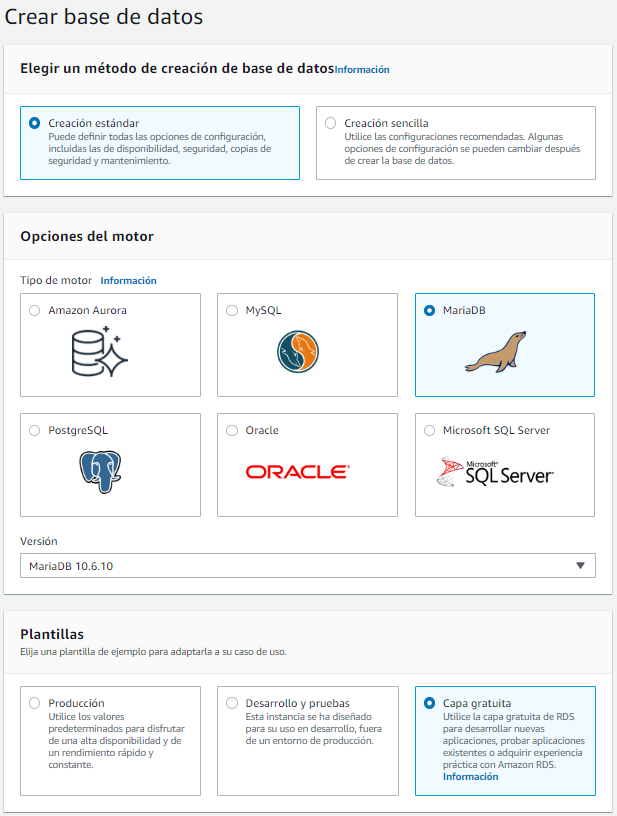 Crear base de datos
Elegir un método de creación de base de datos Información
Creación estándar
Puede definir todas las opciones de configuración,
incluidas las de disponibilidad, seguridad, copias de
seguridad y mantenimiento.
Creación sencilla
Utilice las configuraciones recomendadas. Algunas
opciones de configuración se pueden cambiar después
de crear la base de datos.
Opciones del motor
Tipo de motor Información
Amazon Aurora
MySQL
MariaDB
PostgreSQL
Oracle
ORACLE®
Microsoft SQL Server
Microsoft®
SQL Server®
Versión
MariaDB 10.6.10
Plantillas
Elija una plantilla de ejemplo para adaptarla a su caso de uso.
Producción
Utilice los valores
predeterminados para disfrutar
de una alta disponibilidad y de
un rendimiento rápido y
constante.
Desarrollo y pruebas
Esta instancia se ha diseñado
para su uso en desarrollo, fuera
de un entorno de producción.
Capa gratuita
Utilice la capa gratuita de RDS
para desarrollar nuevas
aplicaciones, probar aplicaciones
existentes o adquirir experiencia
práctica con Amazon RDS.
Información